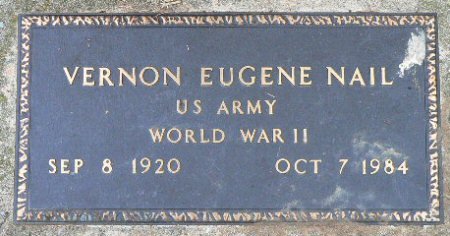 VERNON EUGENE NAIL
US ARMY
WORLD WAR II
SEP 8 1920 OCT 7 1984